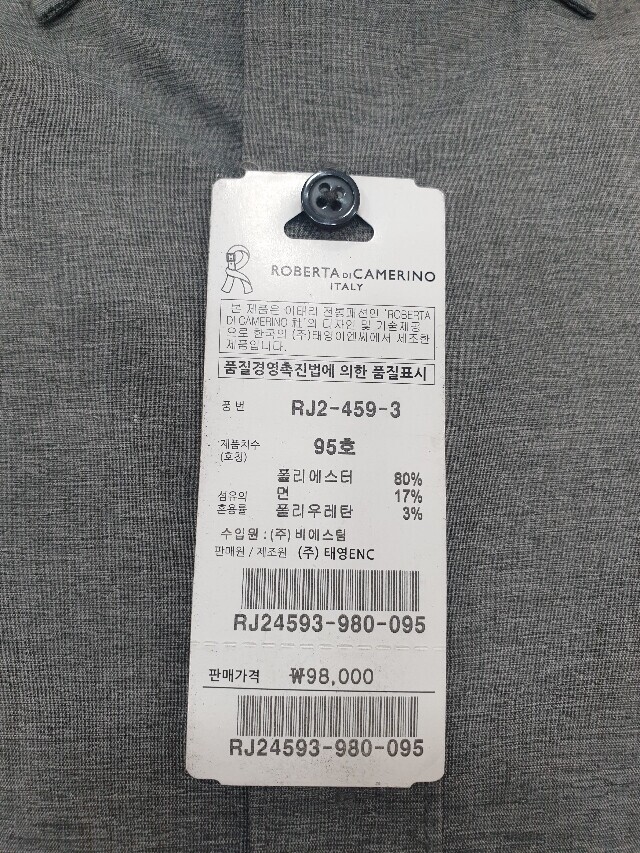 ROBERTA DI CAMERINO
ITALY
본 제품은 이태리 전통패션인 'ROBERTA
DI CAMERINO 社'의 디자인 및 기술제공
으로 한국의 (주)태영이엔씨에서 제조한
제품입니다.
품질경영촉진법에 의한 품질표시
품 번 RJ2-459-3
제품치수 95호
(호칭)
폴리에스터 80%
섬유의 면 17%
혼용률 폴리우레탄 3%
수입원 : (주) 비에스팀
판매원 / 제조원 (주) 태영ENC
RJ24593-980-095
판매가격 ₩98,000
RJ24593-980-095